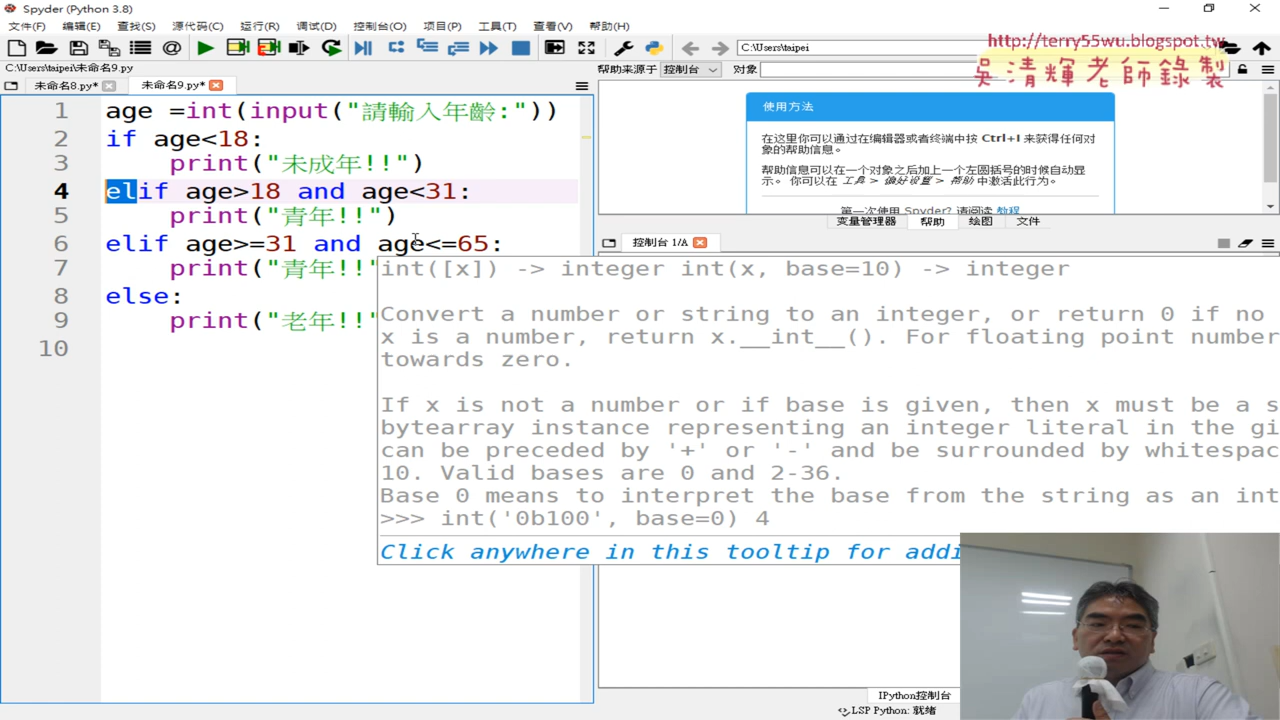 Spyder (Python 3.8)
文件(F) 编辑(E) 查找(S) 源代码(C) 运行(R) 调试(D) 控制台(O) 项目(P) 工具(T) 查看(V) 帮助(H)
C:\Users\taipei
http://terry55wu.blogspot.tw
吳清輝老師錄製
C:\Users\taipei\未命名9.py
未命名8.py* 未命名9.py*
帮助来源于 控制台 对象
1 age =int(input("請輸入年齡:"))
2 if age<18:
3 print("未成年!!")
4 elif age>18 and age<31:
5 print("青年!!")
6 elif age>=31 and age<=65:
7 print("青年!!"
8 else:
9 print("老年!!"
10
使用方法
在这里你可以通过在编辑器或者终端中按 Ctrl+I 来获得任何对
象的帮助信息。
帮助信息可以在一个对象之后加上一个左圆括号的时候自动显
示。 你可以在 工具 > 偏好设置 > 帮助 中激活此行为。
第一次使用 Spyder? 请阅读 教程
变量管理器 帮助 绘图 文件
控制台 1/A
int([x]) -> integer int(x, base=10) -> integer
Convert a number or string to an integer, or return 0 if no
x is a number, return x.__int__(). For floating point number
towards zero.
If x is not a number or if base is given, then x must be a s
bytearray instance representing an integer literal in the gi
can be preceded by '+' or '-' and be surrounded by whitespac
10. Valid bases are 0 and 2-36.
Base 0 means to interpret the base from the string as an int
>>> int('0b100', base=0) 4
Click anywhere in this tooltip for addi
IPython控制台
LSP Python: 就绪